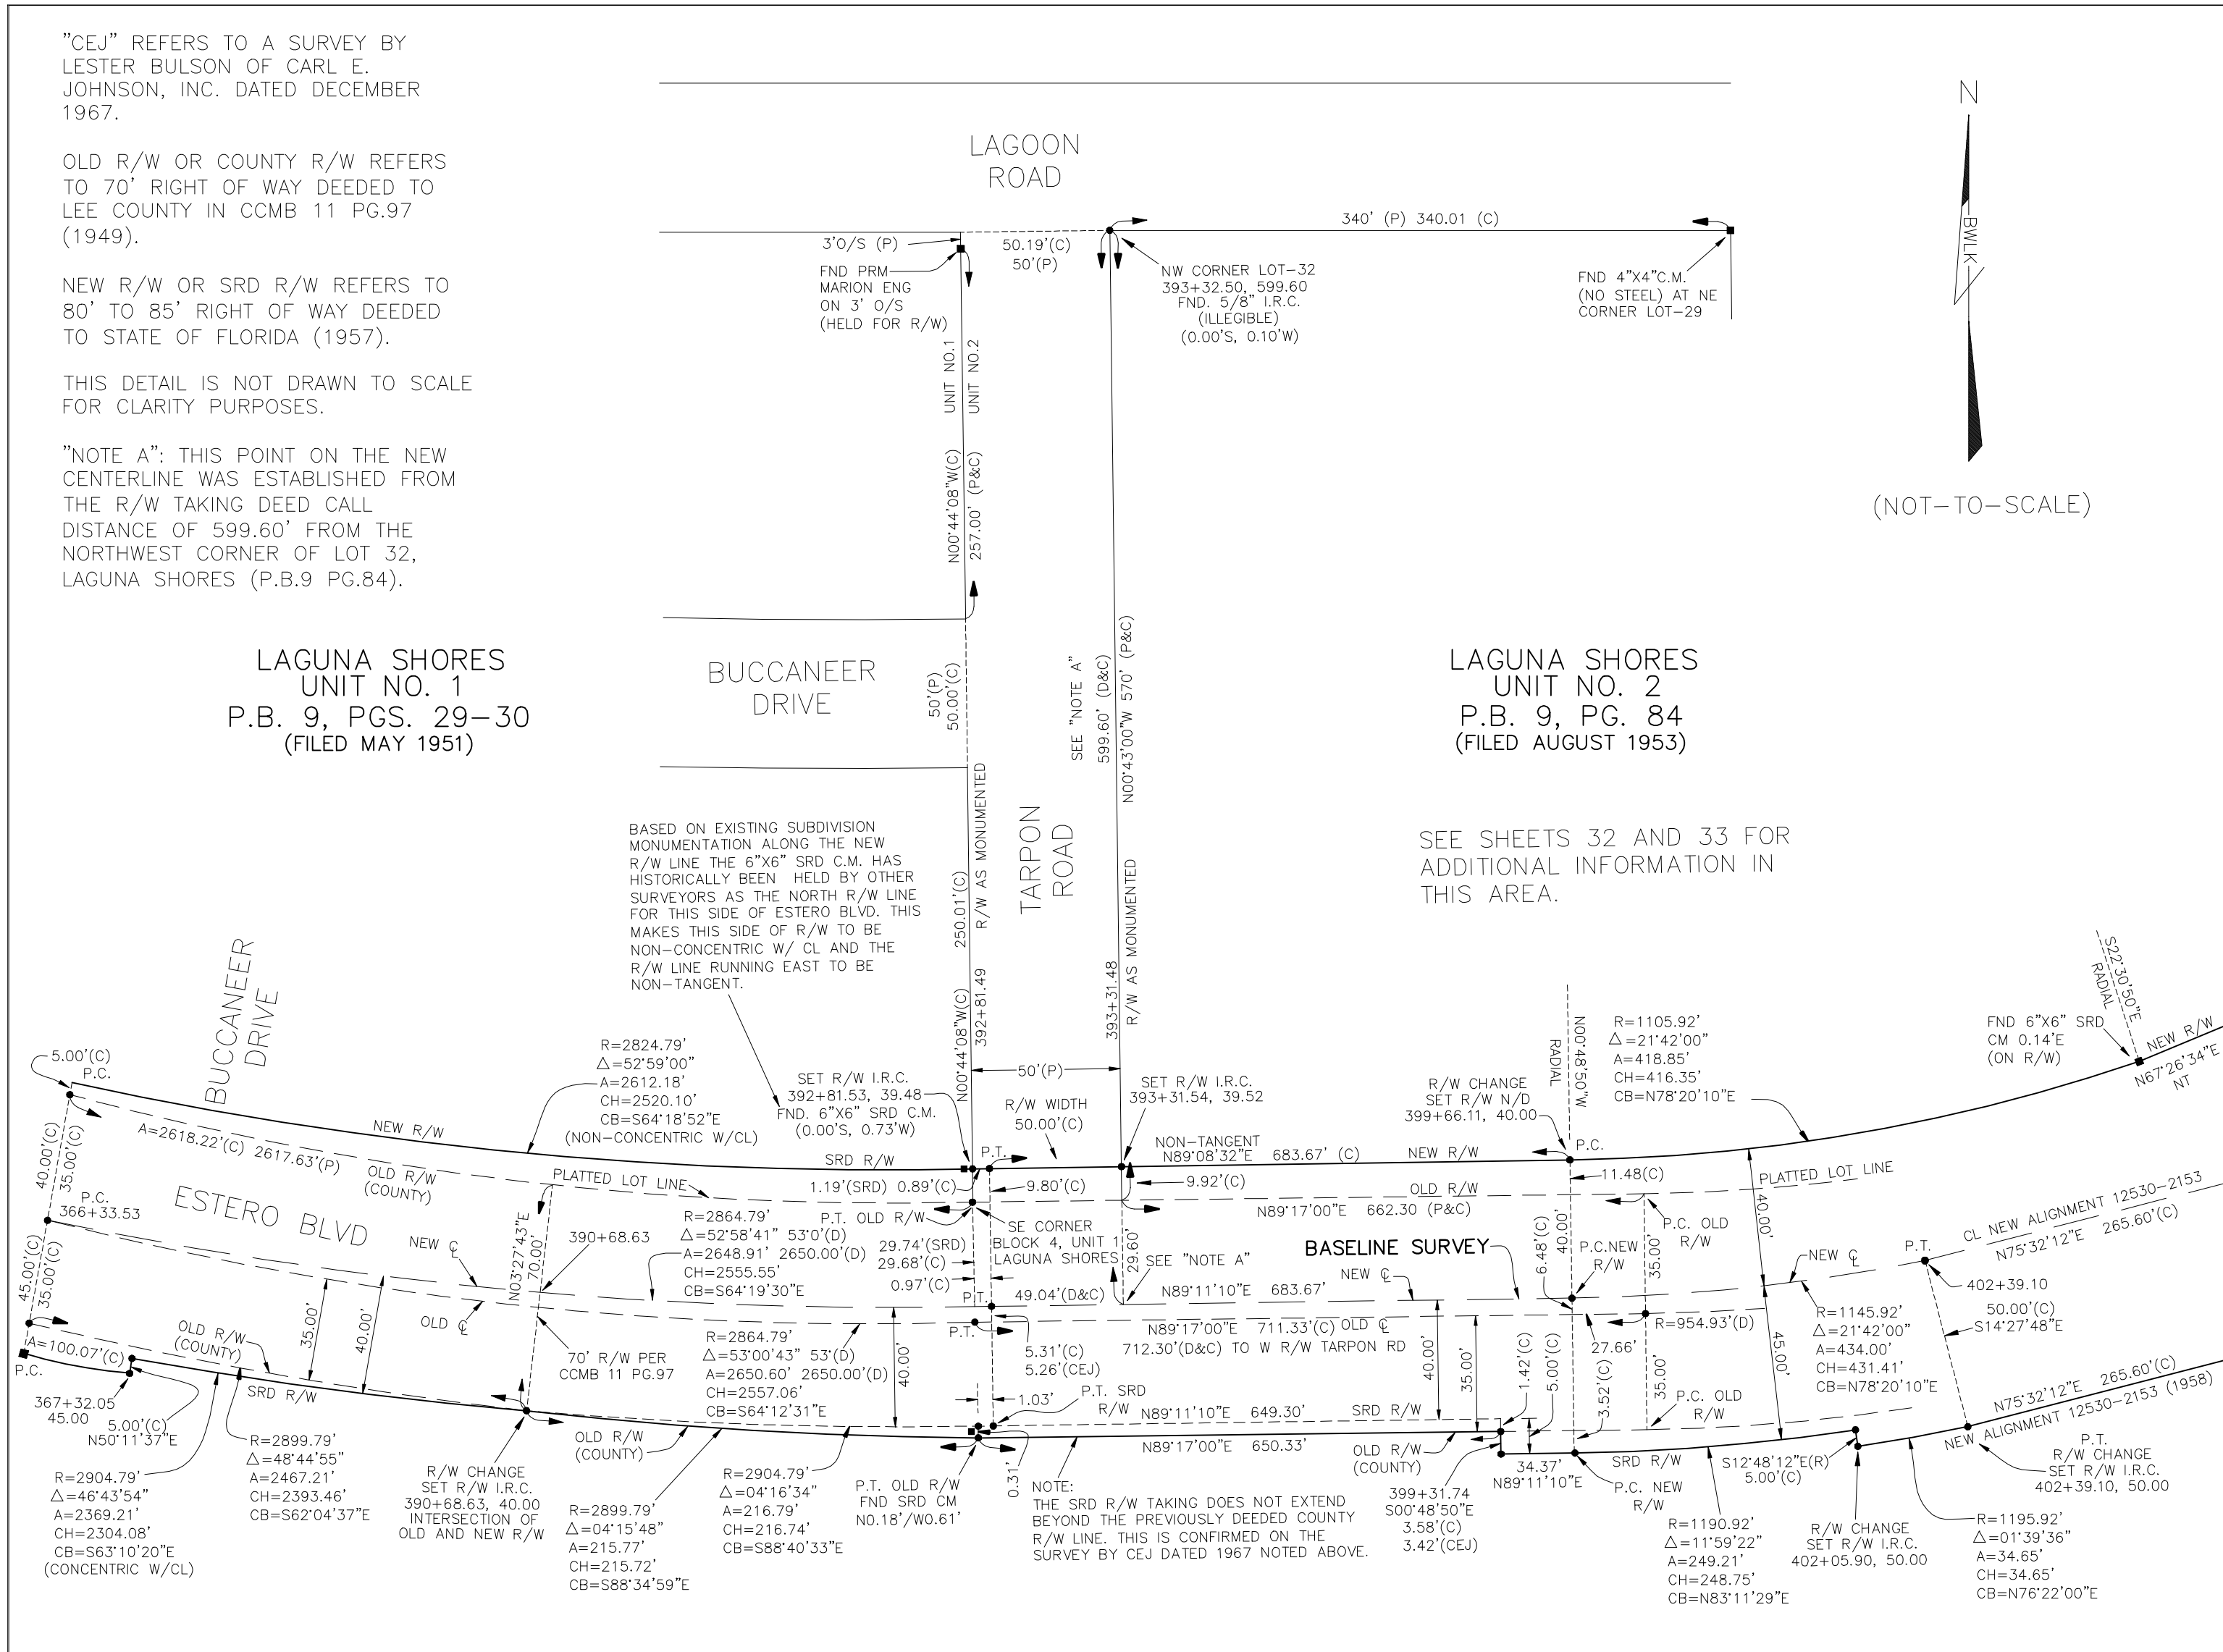 "CEJ" REFERS TO A SURVEY BY
LESTER BULSON OF CARL E.
JOHNSON, INC. DATED DECEMBER
1967.
OLD R/W OR COUNTY R/W REFERS
TO 70' RIGHT OF WAY DEEDED TO
LEE COUNTY IN CCMB 11 PG.97
(1949).
NEW R/W OR SRD R/W REFERS TO
80' TO 85' RIGHT OF WAY DEEDED
TO STATE OF FLORIDA (1957).
THIS DETAIL IS NOT DRAWN TO SCALE
FOR CLARITY PURPOSES.
"NOTE A": THIS POINT ON THE NEW
CENTERLINE WAS ESTABLISHED FROM
THE R/W TAKING DEED CALL
DISTANCE OF 599.60' FROM THE
NORTHWEST CORNER OF LOT 32,
LAGUNA SHORES (P.B.9 PG.84).
LAGOON
ROAD
N
BWLK
(NOT-TO-SCALE)
3'O/S (P)
FND PRM
MARION ENG
ON 3' O/S
(HELD FOR R/W)
50.19'(C)
50'(P)
340' (P) 340.01 (C)
NW CORNER LOT-32
393+32.50, 599.60
FND. 5/8" I.R.C.
(ILLEGIBLE)
(0.00'S, 0.10'W)
FND 4"X4"C.M.
(NO STEEL) AT NE
CORNER LOT-29
UNIT NO.1
UNIT NO.2
N00°44'08"W(C)
257.00' (P&C)
LAGUNA SHORES
UNIT NO. 1
P.B. 9, PGS. 29-30
(FILED MAY 1951)
BUCCANEER
DRIVE
50'(P)
50.00'(C)
SEE "NOTE A"
599.60' (D&C)
N00°43'00"W 570' (P&C)
LAGUNA SHORES
UNIT NO. 2
P.B. 9, PG. 84
(FILED AUGUST 1953)
SEE SHEETS 32 AND 33 FOR
ADDITIONAL INFORMATION IN
THIS AREA.
BASED ON EXISTING SUBDIVISION
MONUMENTATION ALONG THE NEW
R/W LINE THE 6"X6" SRD C.M. HAS
HISTORICALLY BEEN HELD BY OTHER
SURVEYORS AS THE NORTH R/W LINE
FOR THIS SIDE OF ESTERO BLVD. THIS
MAKES THIS SIDE OF R/W TO BE
NON-CONCENTRIC W/ CL AND THE
R/W LINE RUNNING EAST TO BE
NON-TANGENT.
N00°44'08"W(C) 250.01'(C)
392+81.49 R/W AS MONUMENTED
TARPON
ROAD
393+31.48
R/W AS MONUMENTED
BUCCANEER
DRIVE
5.00'(C)
P.C.
R=2824.79'
△=52°59'00"
A=2612.18'
CH=2520.10'
CB=S64°18'52"E
(NON-CONCENTRIC W/CL)
SET R/W I.R.C.
392+81.53, 39.48
FND. 6"X6" SRD C.M.
(0.00'S, 0.73'W)
50'(P)
R/W WIDTH
50.00'(C)
SET R/W I.R.C.
393+31.54, 39.52
R/W CHANGE
SET R/W N/D
399+66.11, 40.00
N00°48'50"W
RADIAL
R=1105.92'
△=21°42'00"
A=418.85'
CH=416.35'
CB=N78°20'10"E
S22°30'50"E
RADIAL
FND 6"X6" SRD
CM 0.14'E
(ON R/W)
NEW R/W
N67°26'34"E
NT
NEW R/W
SRD R/W
P.T.
NON-TANGENT
N89°08'32"E 683.67' (C)
NEW R/W
P.C.
40.00'(C)
35.00'(C)
A=2618.22'(C) 2617.63'(P)
OLD R/W
(COUNTY)
PLATTED LOT LINE
1.19'(SRD) 0.89'(C)
9.80'(C)
9.92'(C)
11.48(C)
PLATTED LOT LINE
OLD R/W
N89°17'00"E 662.30 (P&C)
P.C.
366+33.53
ESTERO BLVD
NEW ℄
N03°27'43"E
70.00'
390+68.63
R=2864.79'
△=52°58'41" 53°0'(D)
A=2648.91' 2650.00'(D)
CH=2555.55'
CB=S64°19'30"E
P.T. OLD R/W
29.74'(SRD)
29.68'(C)
0.97'(C)
SE CORNER
BLOCK 4, UNIT 1
LAGUNA SHORES
29.60'
SEE "NOTE A"
BASELINE SURVEY
NEW ℄
6.48'(C)
40.00'
P.C.NEW
R/W
35.00'
P.C. OLD
R/W
40.00'
NEW ℄
P.T.
CL NEW ALIGNMENT 12530-2153
N75°32'12"E 265.60'(C)
402+39.10
50.00'(C)
S14°27'48"E
45.00'(C)
35.00'(C)
P.T.
49.04'(D&C)
N89°11'10"E 683.67'
OLD ℄
35.00'
40.00'
P.T.
N89°17'00"E 711.33'(C) OLD ℄
712.30'(D&C) TO W R/W TARPON RD
R=954.93'(D)
27.66'
R=1145.92'
△=21°42'00"
A=434.00'
CH=431.41'
CB=N78°20'10"E
45.00'
A=100.07'(C)
P.C.
OLD R/W
(COUNTY)
SRD R/W
70' R/W PER
CCMB 11 PG.97
R=2864.79'
△=53°00'43" 53°(D)
A=2650.60' 2650.00'(D)
CH=2557.06'
CB=S64°12'31"E
40.00'
5.31'(C)
5.26'(CEJ)
1.03'
P.T. SRD
R/W
N89°11'10"E 649.30'
SRD R/W
40.00'
35.00'
1.42'(C)
5.00'(C)
3.52'(C)
35.00'
P.C. OLD
R/W
367+32.05
45.00
5.00'(C)
N50°11'37"E
OLD R/W
(COUNTY)
N89°17'00"E 650.33'
OLD R/W
(COUNTY)
34.37'
N89°11'10"E
SRD R/W
S12°48'12"E(R)
5.00'(C)
N75°32'12"E 265.60'(C)
NEW ALIGNMENT 12530-2153 (1958)
R=2904.79'
△=46°43'54"
A=2369.21'
CH=2304.08'
CB=S63°10'20"E
(CONCENTRIC W/CL)
R=2899.79'
△=48°44'55"
A=2467.21'
CH=2393.46'
CB=S62°04'37"E
R/W CHANGE
SET R/W I.R.C.
390+68.63, 40.00
INTERSECTION OF
OLD AND NEW R/W
R=2899.79'
△=04°15'48"
A=215.77'
CH=215.72'
CB=S88°34'59"E
R=2904.79'
△=04°16'34"
A=216.79'
CH=216.74'
CB=S88°40'33"E
P.T. OLD R/W
FND SRD CM
N0.18'/W0.61'
0.31'
NOTE:
THE SRD R/W TAKING DOES NOT EXTEND
BEYOND THE PREVIOUSLY DEEDED COUNTY
R/W LINE. THIS IS CONFIRMED ON THE
SURVEY BY CEJ DATED 1967 NOTED ABOVE.
399+31.74
S00°48'50"E
3.58'(C)
3.42'(CEJ)
P.C. NEW
R/W
R=1190.92'
△=11°59'22"
A=249.21'
CH=248.75'
CB=N83°11'29"E
R/W CHANGE
SET R/W I.R.C.
402+05.90, 50.00
P.T.
R/W CHANGE
SET R/W I.R.C.
402+39.10, 50.00
R=1195.92'
△=01°39'36"
A=34.65'
CH=34.65'
CB=N76°22'00"E